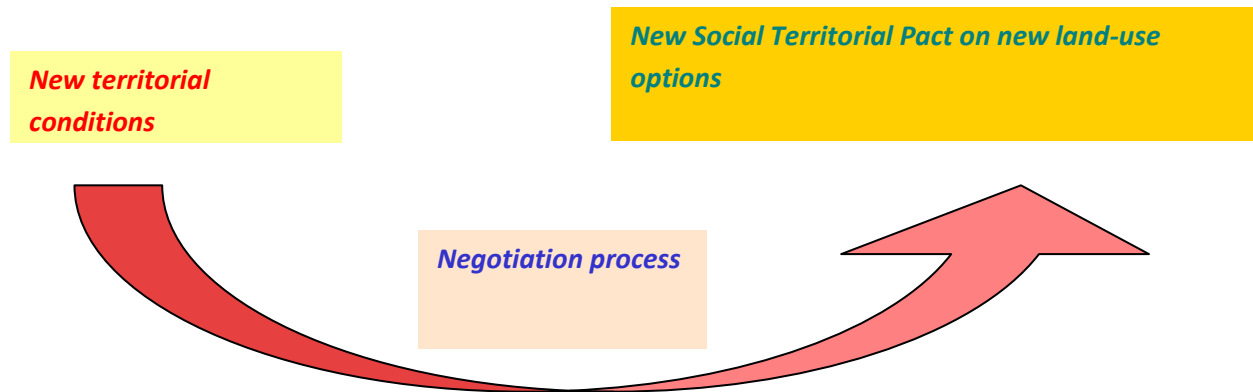 New territorial
conditions
New Social Territorial Pact on new land-use
options
Negotiation process